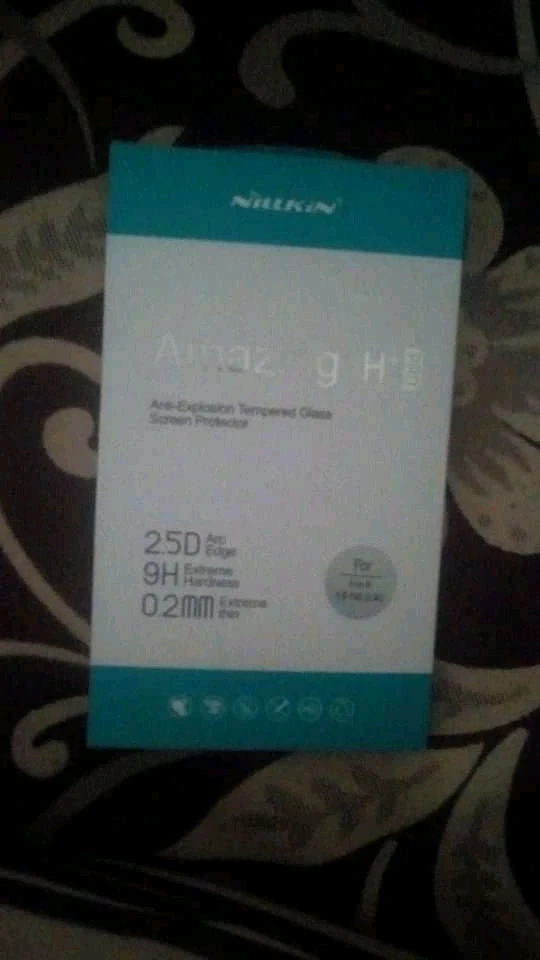 NILLKIN
H+
Anti-Explosion Tempered Glass
Screen Protector
2.5D Arc
Edge
9H Extreme
Hardness
0.2mm Extreme
thin
For